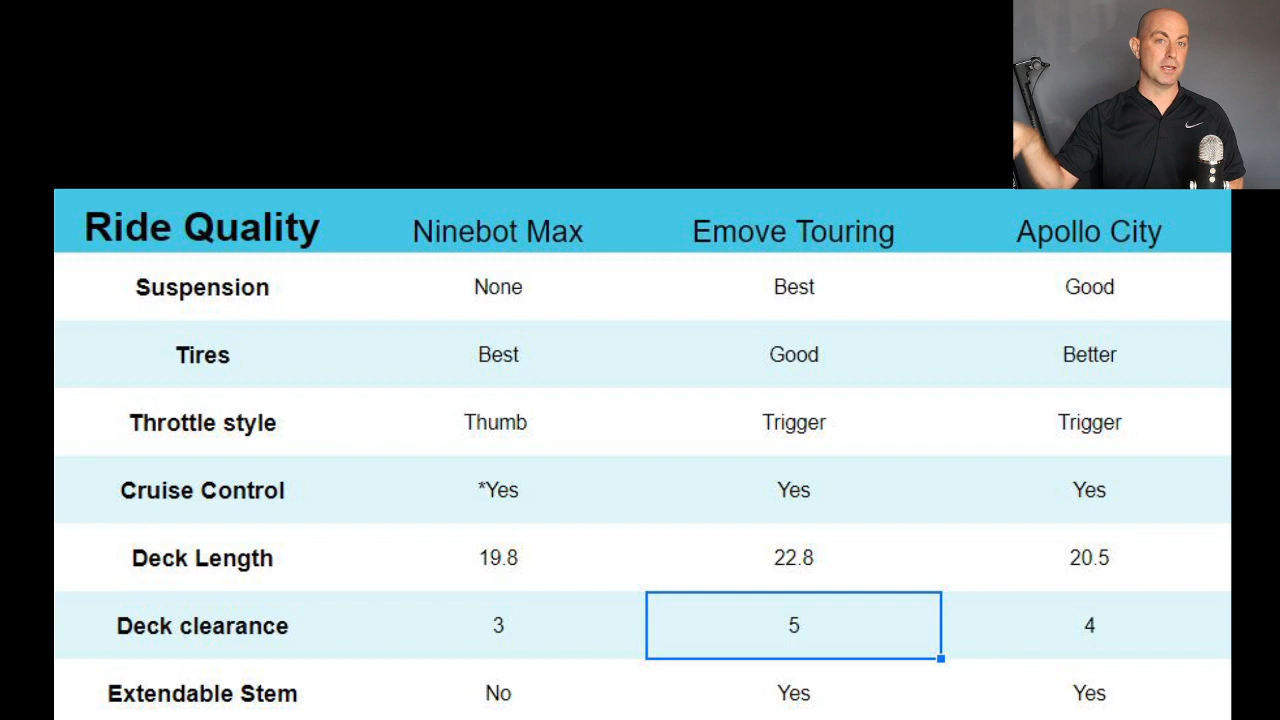 Ride Quality Ninebot Max Emove Touring Apollo City
Suspension None Best Good
Tires Best Good Better
Throttle style Thumb Trigger Trigger
Cruise Control *Yes Yes Yes
Deck Length 19.8 22.8 20.5
Deck clearance 3 5 4
Extendable Stem No Yes Yes